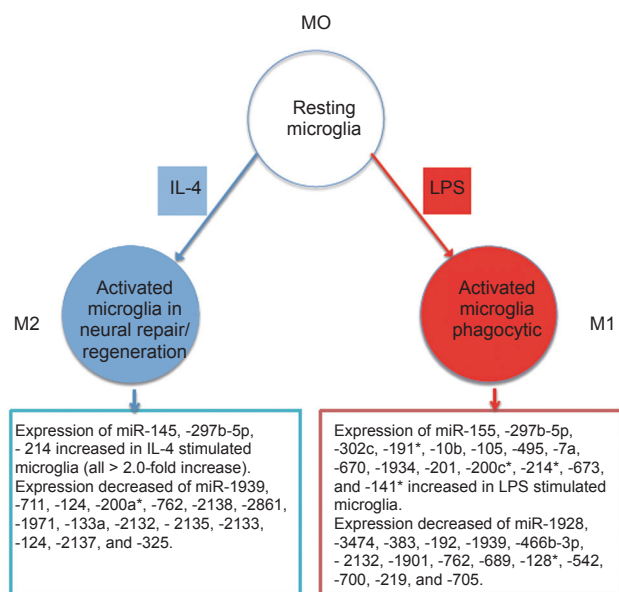 MO
Resting
microglia
IL-4
LPS
Activated
microglia in
neural repair/
regeneration
M2
Activated
microglia
phagocytic
M1
Expression of miR-145, -297b-5p,
- 214 increased in IL-4 stimulated
microglia (all > 2.0-fold increase).
Expression decreased of miR-1939,
-711, -124, -200a*, -762, -2138, -2861,
-1971, -133a, -2132, - 2135, -2133,
-124, -2137, and -325.
Expression of miR-155, -297b-5p,
-302c, -191*, -10b, -105, -495, -7a,
-670, -1934, -201, -200c*, -214*, -673,
and -141* increased in LPS stimulated
microglia.
Expression decreased of miR-1928,
-3474, -383, -192, -1939, -466b-3p,
- 2132, -1901, -762, -689, -128*, -542,
-700, -219, and -705.